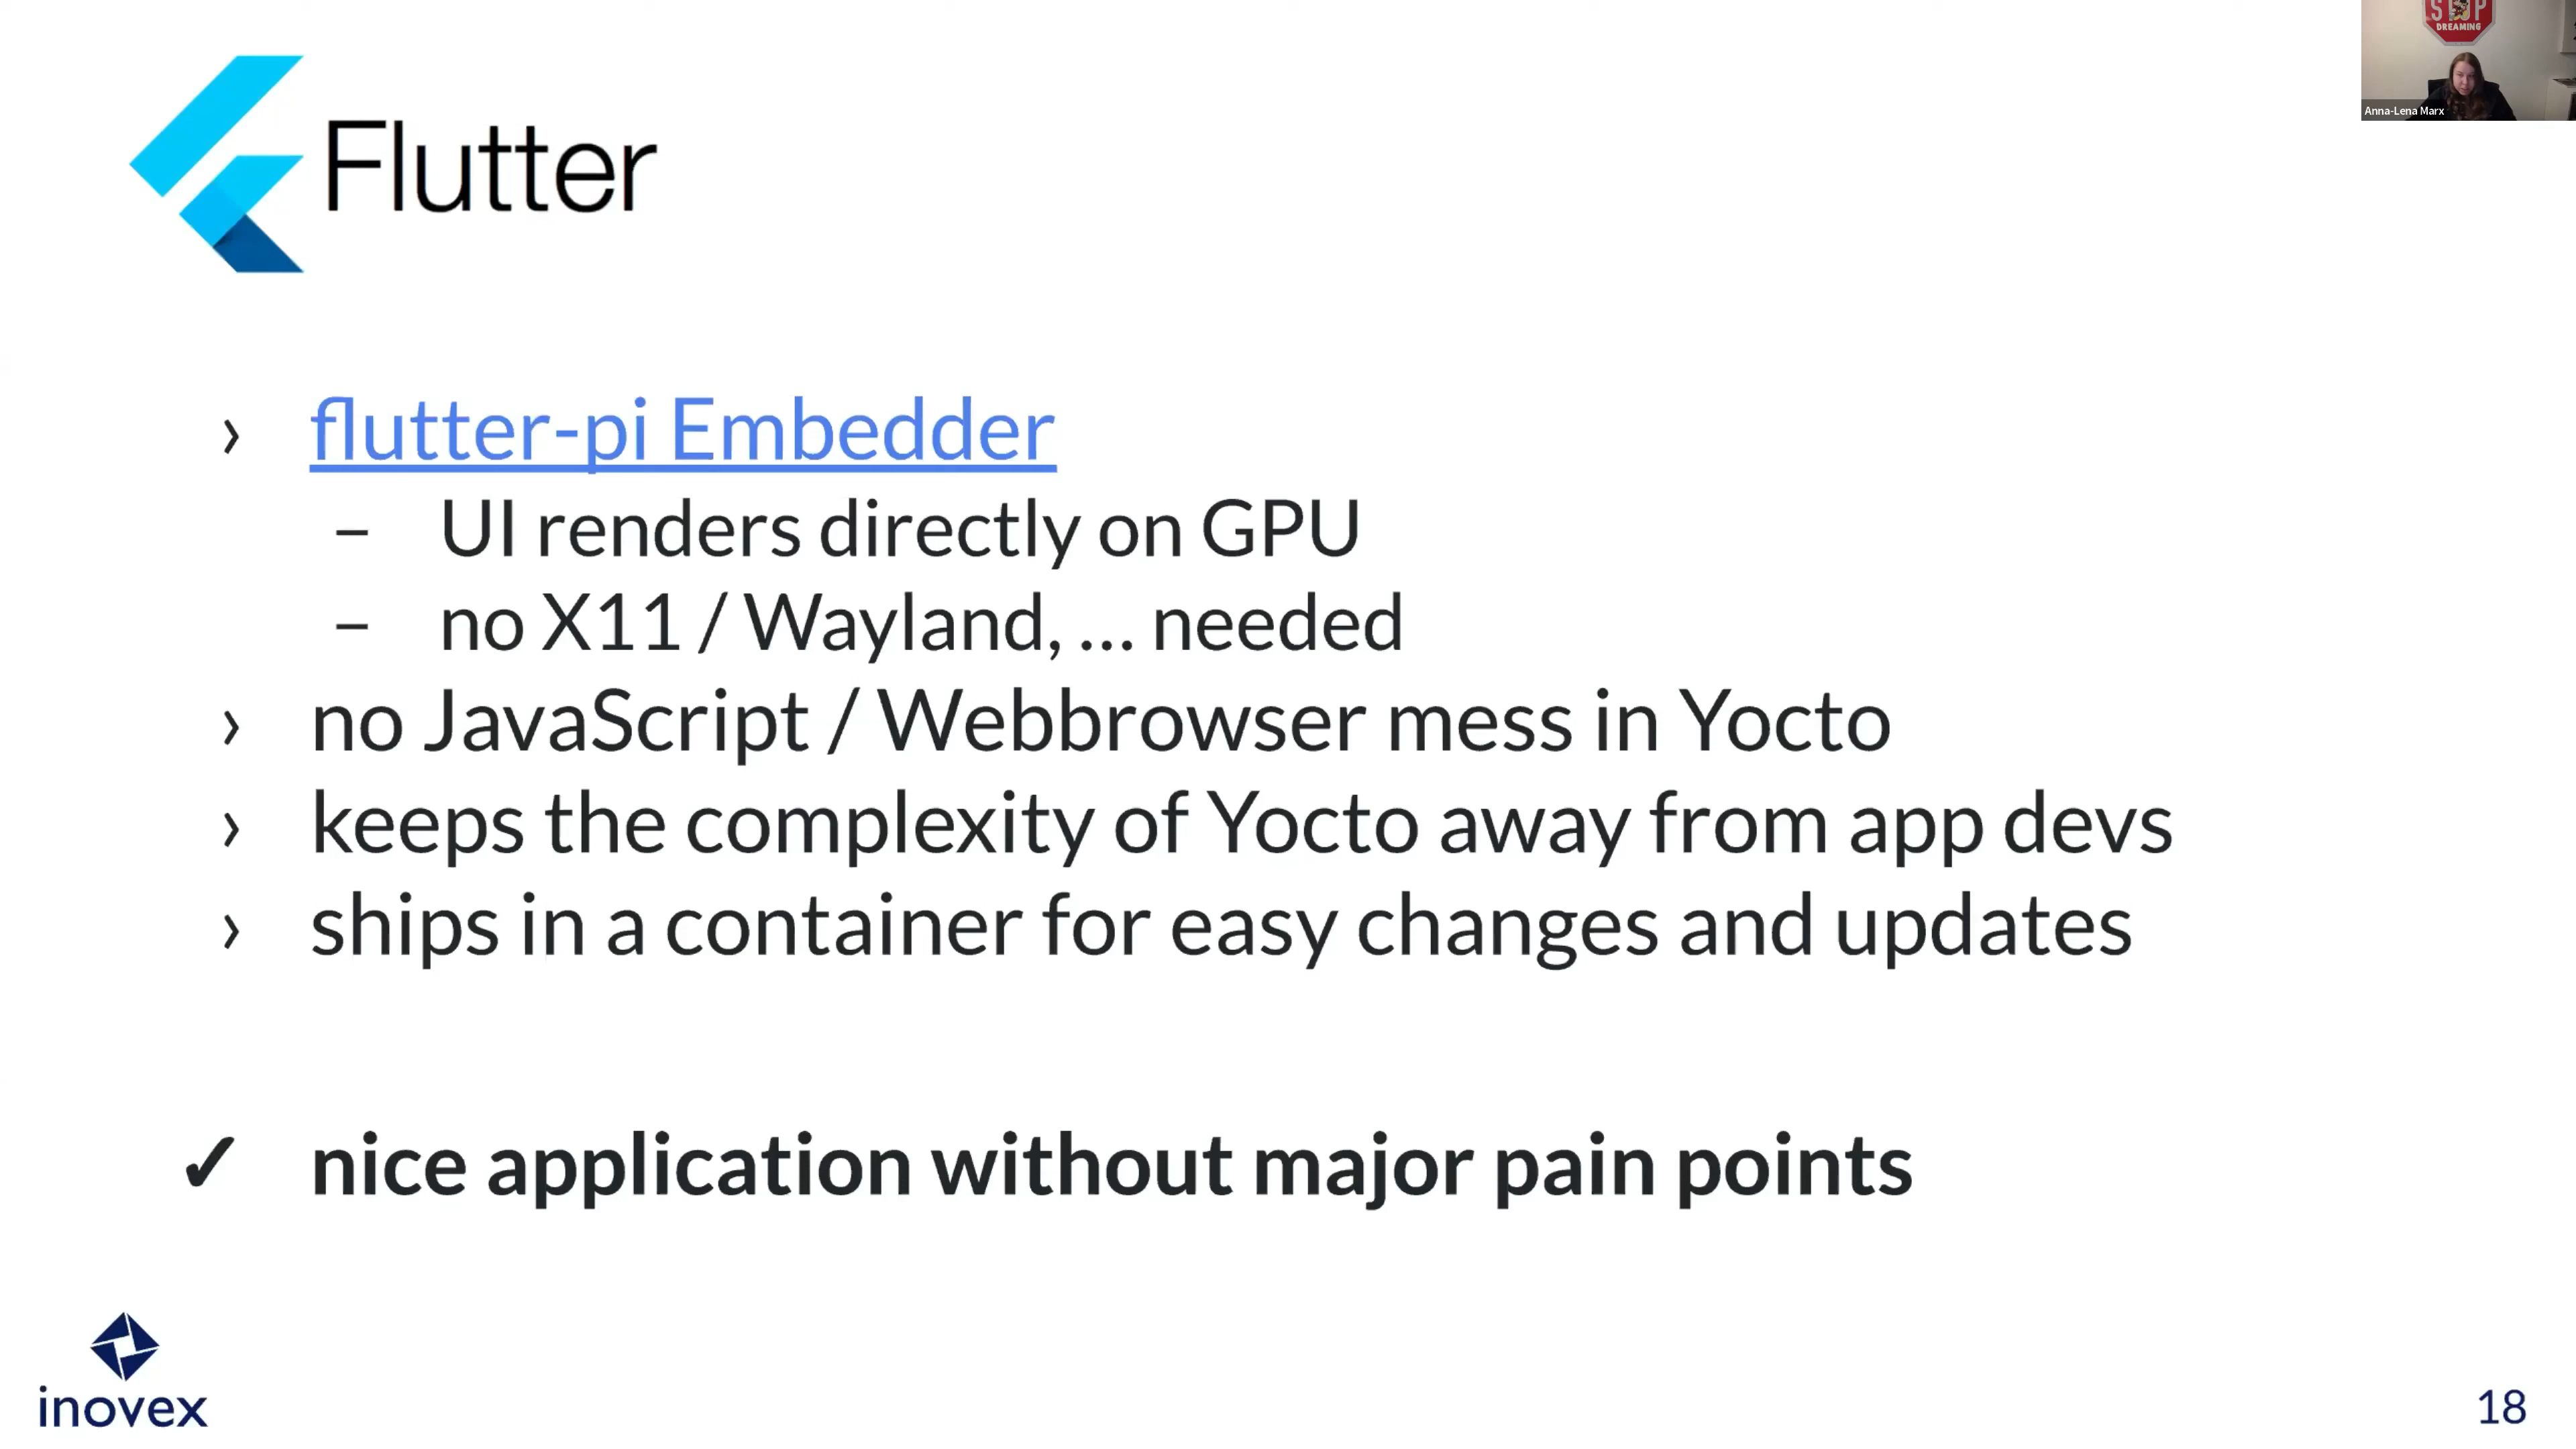 STOP
DREAMING
Anna-Lena Marx
Flutter
› flutter-pi Embedder
– UI renders directly on GPU
– no X11 / Wayland, ... needed
› no JavaScript / Webbrowser mess in Yocto
› keeps the complexity of Yocto away from app devs
› ships in a container for easy changes and updates
✓ nice application without major pain points
inovex
18